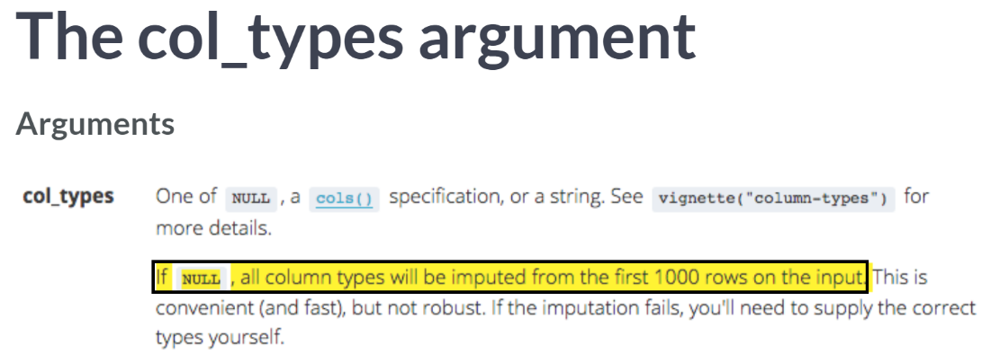 The col_types argument
Arguments
col_types One of NULL , a cols() specification, or a string. See vignette("column-types") for
more details.
If NULL , all column types will be imputed from the first 1000 rows on the input. This is
convenient (and fast), but not robust. If the imputation fails, you'll need to supply the correct
types yourself.